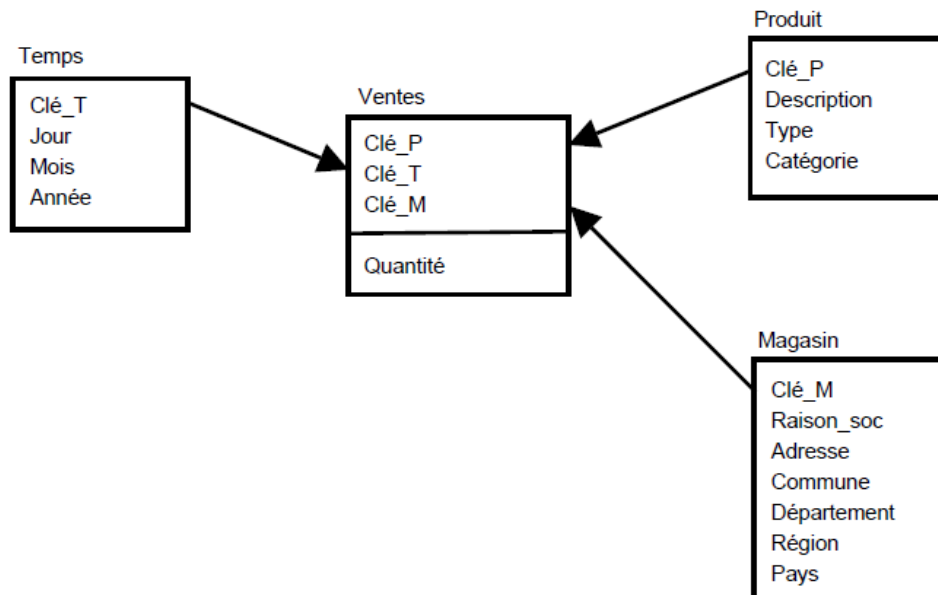 Temps
Clé_T
Jour
Mois
Année
Ventes
Clé_P
Clé_T
Clé_M
Quantité
Produit
Clé_P
Description
Type
Catégorie
Magasin
Clé_M
Raison_soc
Adresse
Commune
Département
Région
Pays